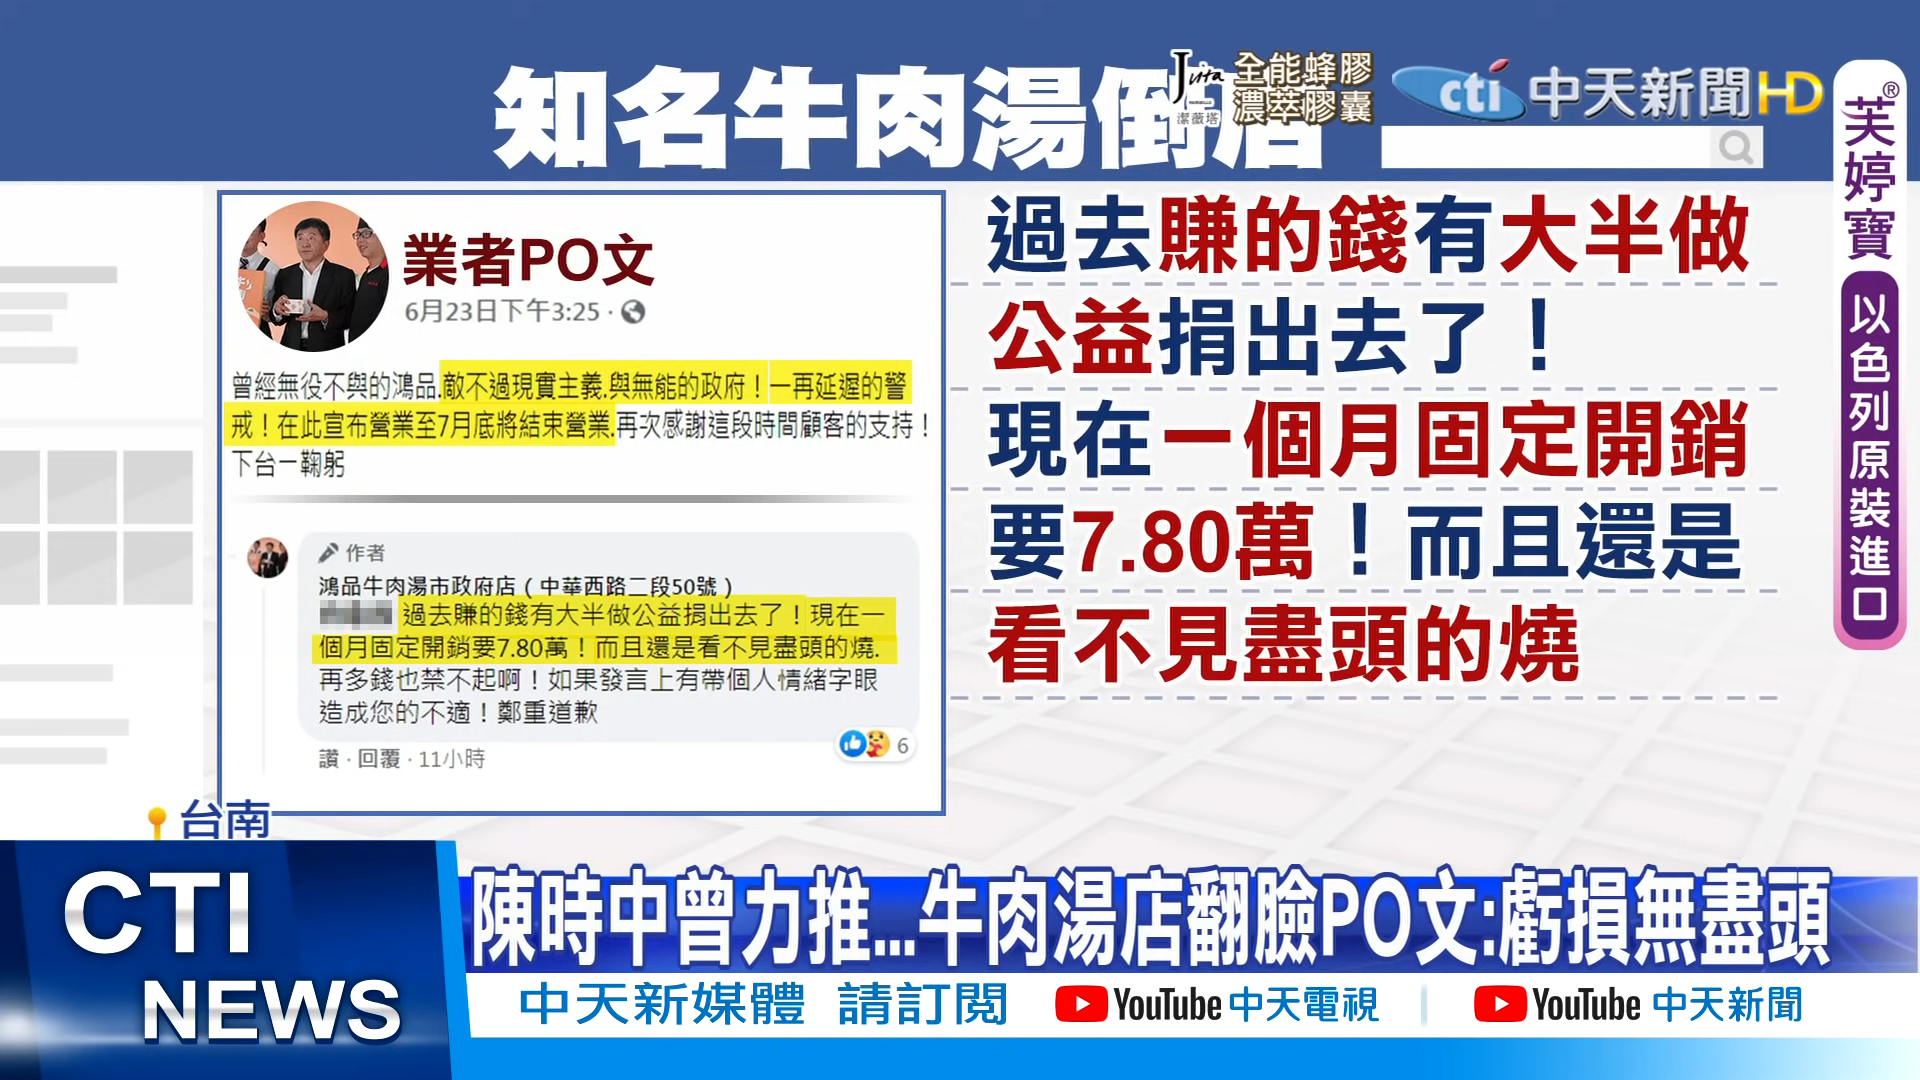 知名牛肉湯倒店
Juta
潔薇塔
全能蜂膠
濃萃膠囊
cti 中天新聞HD
芙婷寶®
以色列原裝進口
業者PO文
6月23日下午3:25
曾經無役不與的鴻品.敵不過現實主義.與無能的政府！一再延遲的警
戒！在此宣布營業至7月底將結束營業.再次感謝這段時間顧客的支持！
下台一鞠躬
作者
鴻品牛肉湯市政府店（中華西路二段50號）
過去賺的錢有大半做公益捐出去了！現在一
個月固定開銷要7.80萬！而且還是看不見盡頭的燒.
再多錢也禁不起啊！如果發言上有帶個人情緒字眼
造成您的不適！鄭重道歉
讚·回覆·11小時
6
過去賺的錢有大半做
公益捐出去了！
現在一個月固定開銷
要7.80萬！而且還是
看不見盡頭的燒
台南
CTI
NEWS
陳時中曾力推...牛肉湯店翻臉PO文:虧損無盡頭
中天新媒體 請訂閱 YouTube 中天電視 | YouTube 中天新聞